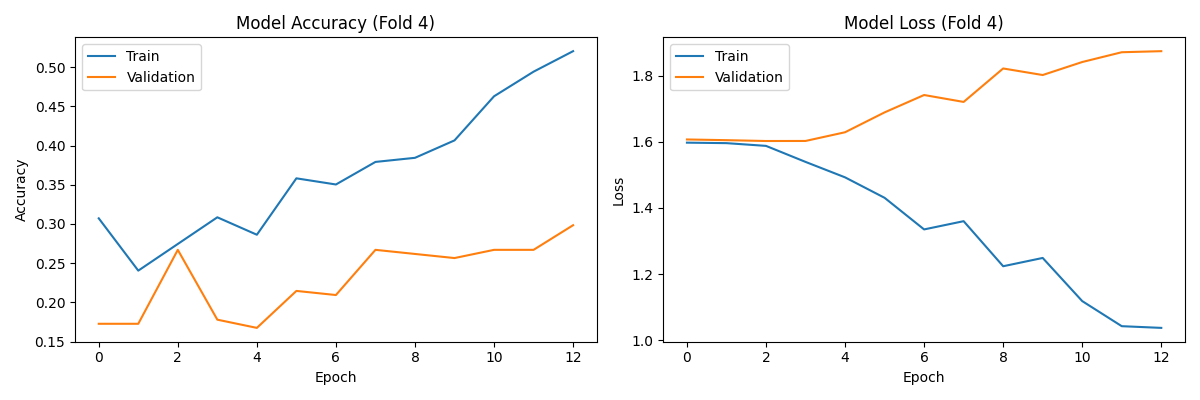 Model Accuracy (Fold 4)
Train
Validation
0.50
0.45
0.40
0.35
0.30
0.25
0.20
0.15
Accuracy
0 2 4 6 8 10 12
Epoch
Model Loss (Fold 4)
Train
Validation
1.8
1.6
1.4
1.2
1.0
Loss
0 2 4 6 8 10 12
Epoch